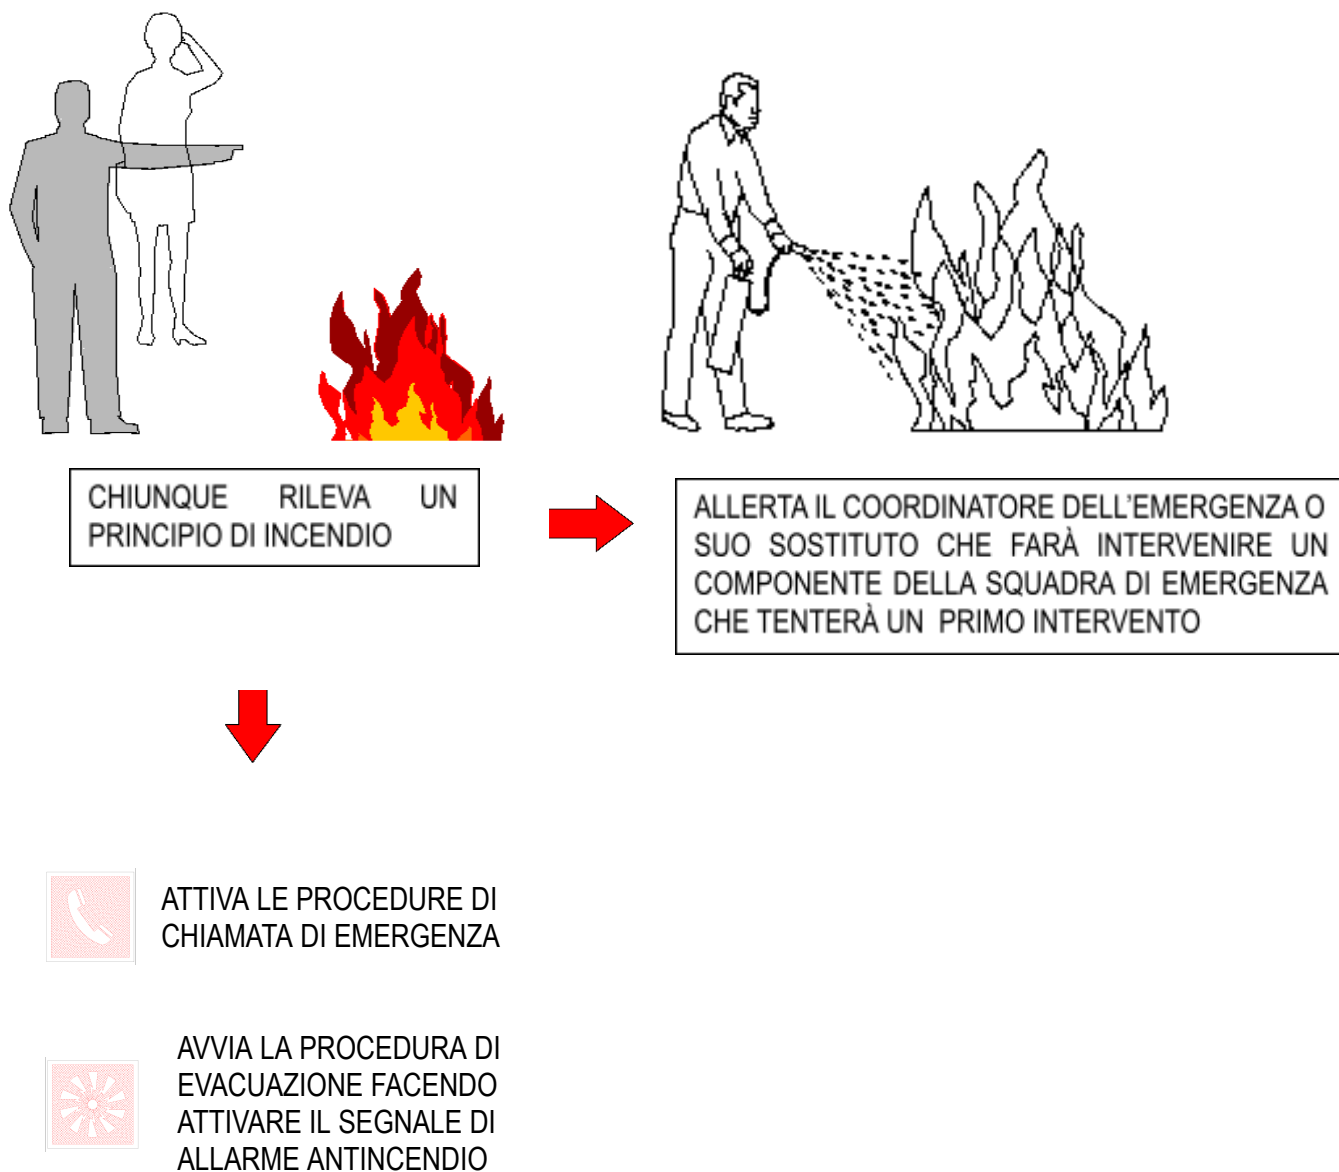 CHIUNQUE RILEVA UN
PRINCIPIO DI INCENDIO
ALLERTA IL COORDINATORE DELL'EMERGENZA O
SUO SOSTITUTO CHE FARÀ INTERVENIRE UN
COMPONENTE DELLA SQUADRA DI EMERGENZA
CHE TENTERÀ UN PRIMO INTERVENTO
ATTIVA LE PROCEDURE DI
CHIAMATA DI EMERGENZA
AVVIA LA PROCEDURA DI
EVACUAZIONE FACENDO
ATTIVARE IL SEGNALE DI
ALLARME ANTINCENDIO